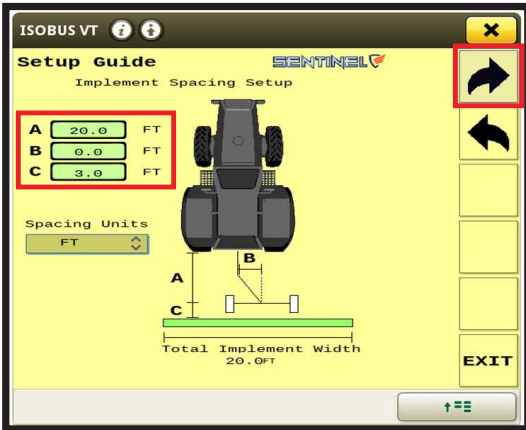 ISOBUS VT
Setup Guide
SENTINEL
Implement Spacing Setup
A 20.0 FT
B 0.0 FT
C 3.0 FT
Spacing Units
FT
B
A
C
Total Implement Width
20.0FT
EXIT